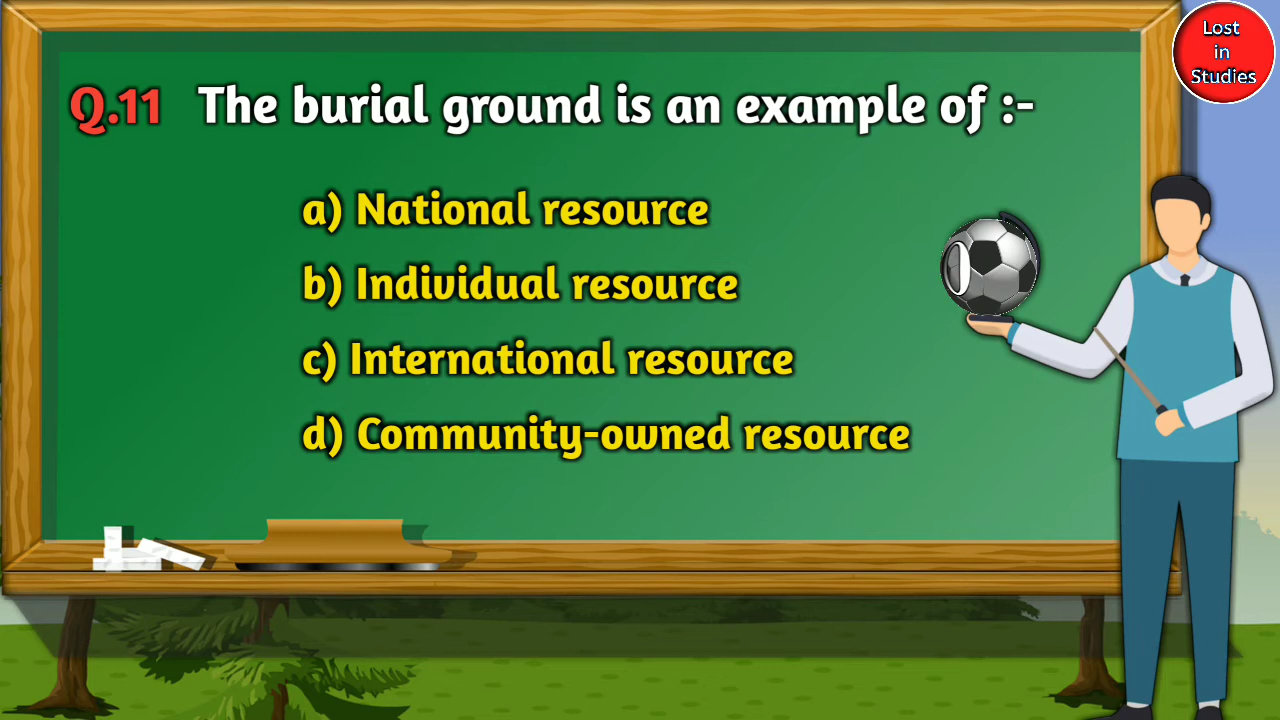 Lost
in
Studies
Q.11 The burial ground is an example of :-
a) National resource
b) Individual resource
c) International resource
d) Community-owned resource
0